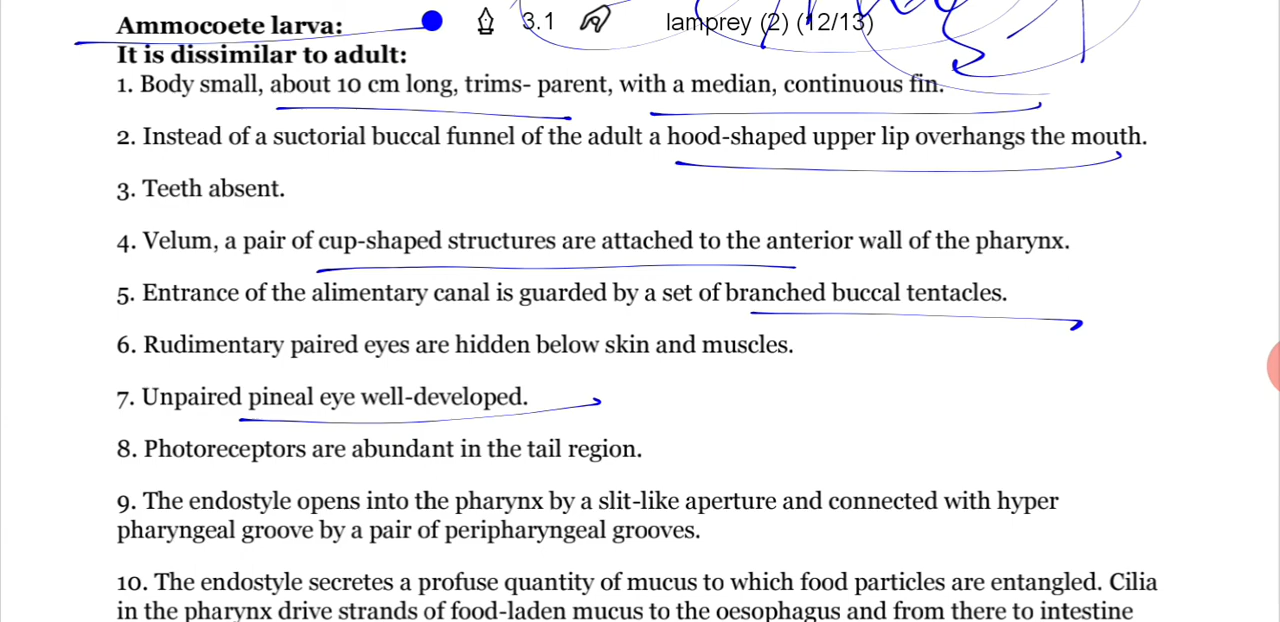 Ammocoete larva:
3.1
lamprey (2) (12/13)
It is dissimilar to adult:
1. Body small, about 10 cm long, trims- parent, with a median, continuous fin.
2. Instead of a suctorial buccal funnel of the adult a hood-shaped upper lip overhangs the mouth.
3. Teeth absent.
4. Velum, a pair of cup-shaped structures are attached to the anterior wall of the pharynx.
5. Entrance of the alimentary canal is guarded by a set of branched buccal tentacles.
6. Rudimentary paired eyes are hidden below skin and muscles.
7. Unpaired pineal eye well-developed.
8. Photoreceptors are abundant in the tail region.
9. The endostyle opens into the pharynx by a slit-like aperture and connected with hyper
pharyngeal groove by a pair of peripharyngeal grooves.
10. The endostyle secretes a profuse quantity of mucus to which food particles are entangled. Cilia
in the pharynx drive strands of food-laden mucus to the oesophagus and from there to intestine